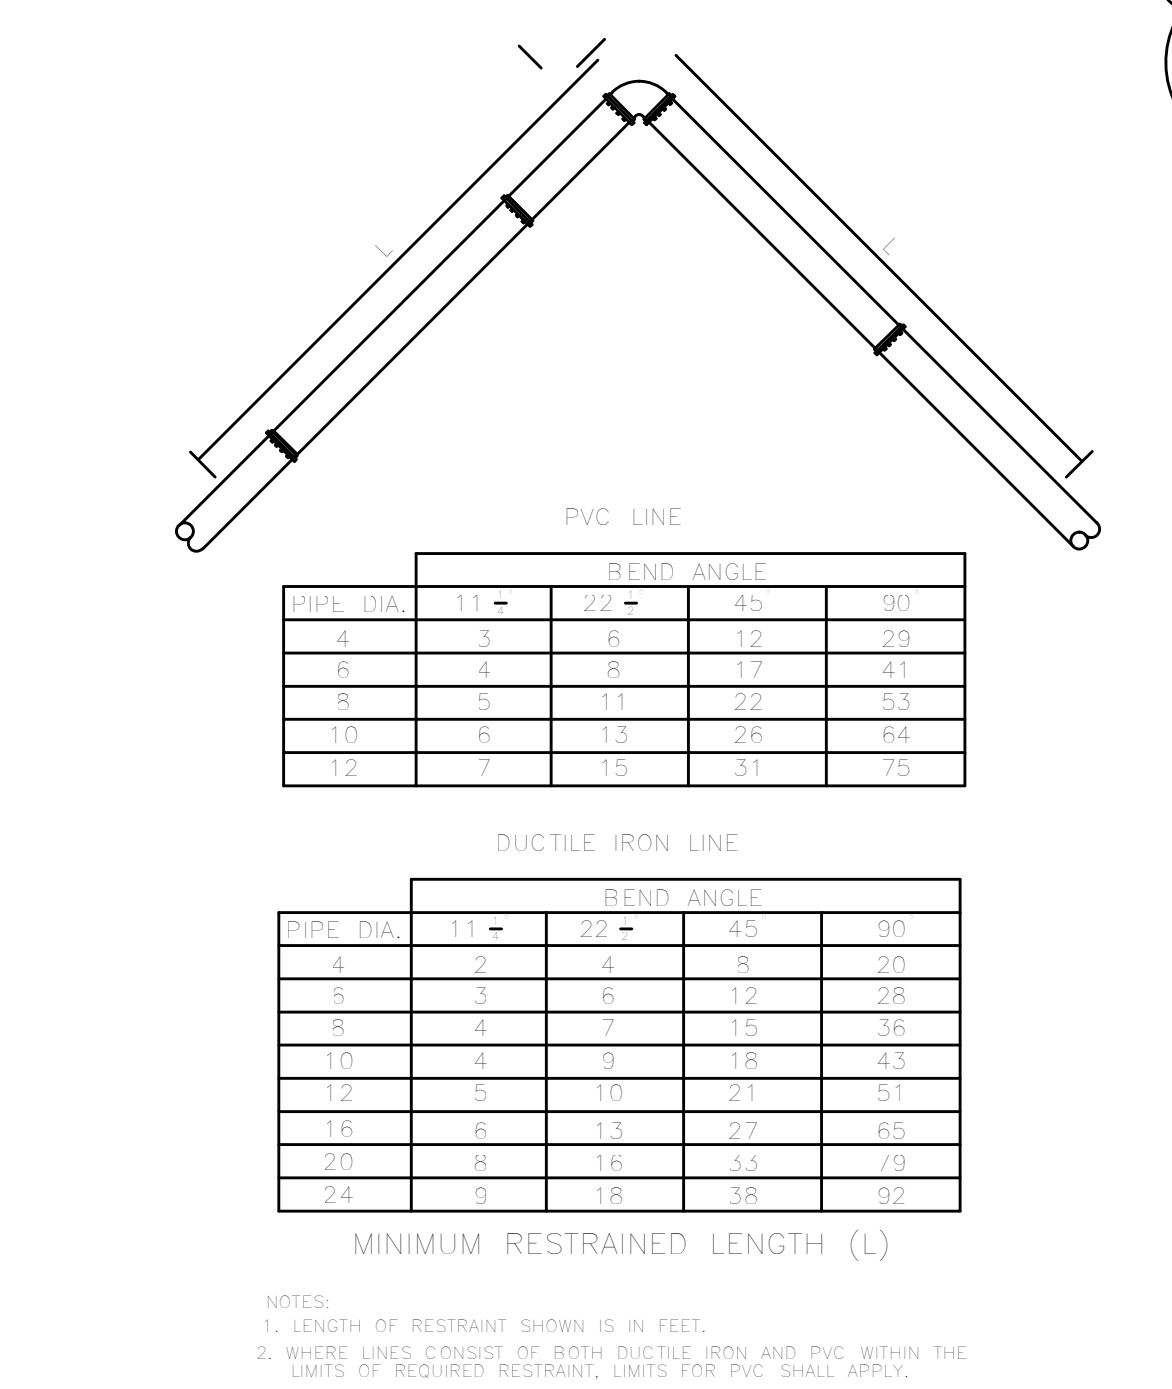 L
L
PVC LINE
BEND ANGLE
PIPE DIA. 11 1/4° 22 1/2° 45° 90°
4 3 6 12 29
6 4 8 17 41
8 5 11 22 53
10 6 13 26 64
12 7 15 31 75
DUCTILE IRON LINE
BEND ANGLE
PIPE DIA. 11 1/4° 22 1/2° 45° 90°
4 2 4 8 20
6 3 6 12 28
8 4 7 15 36
10 4 9 18 43
12 5 10 21 51
16 6 13 27 65
20 8 16 33 79
24 9 18 38 92
MINIMUM RESTRAINED LENGTH (L)
NOTES:
1. LENGTH OF RESTRAINT SHOWN IS IN FEET.
2. WHERE LINES CONSIST OF BOTH DUCTILE IRON AND PVC WITHIN THE
LIMITS OF REQUIRED RESTRAINT, LIMITS FOR PVC SHALL APPLY.